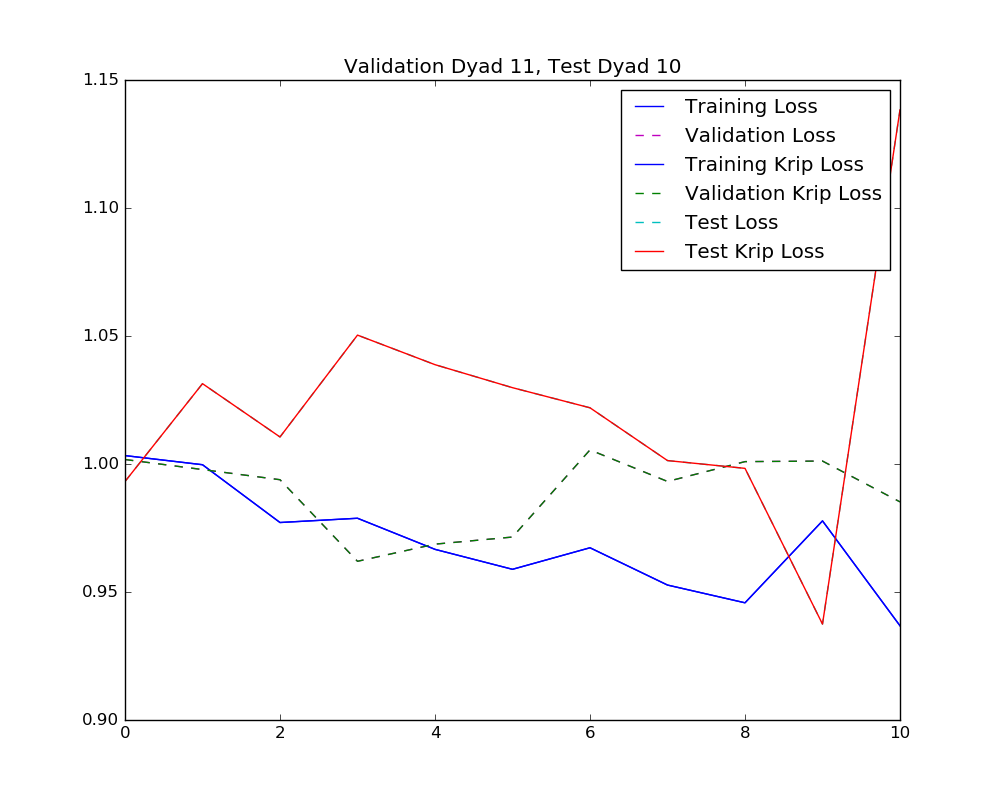 Validation Dyad 11, Test Dyad 10
1.15
1.10
1.05
1.00
0.95
0.90
0 2 4 6 8 10
Training Loss
Validation Loss
Training Krip Loss
Validation Krip Loss
Test Loss
Test Krip Loss